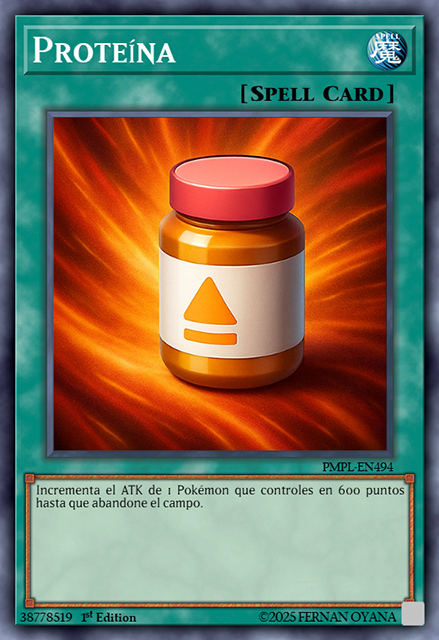 Proteína
SPELL
魔
[Spell Card]
PMPL-EN494
Incrementa el ATK de 1 Pokémon que controles en 600 puntos
hasta que abandone el campo.
38778519 1st Edition ©2025 FERNAN OYANA